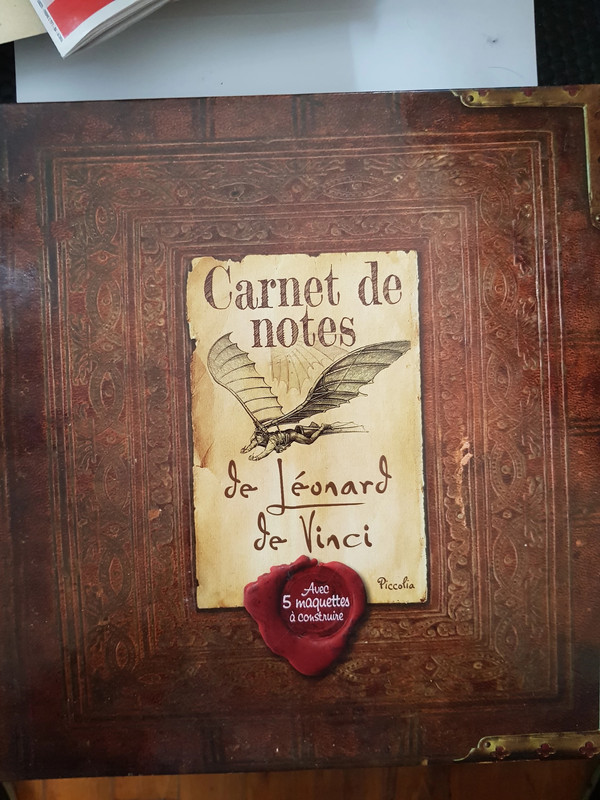 Carnet de
notes
de Léonard
de Vinci
Piccolia
Avec
5 maquettes
à construire